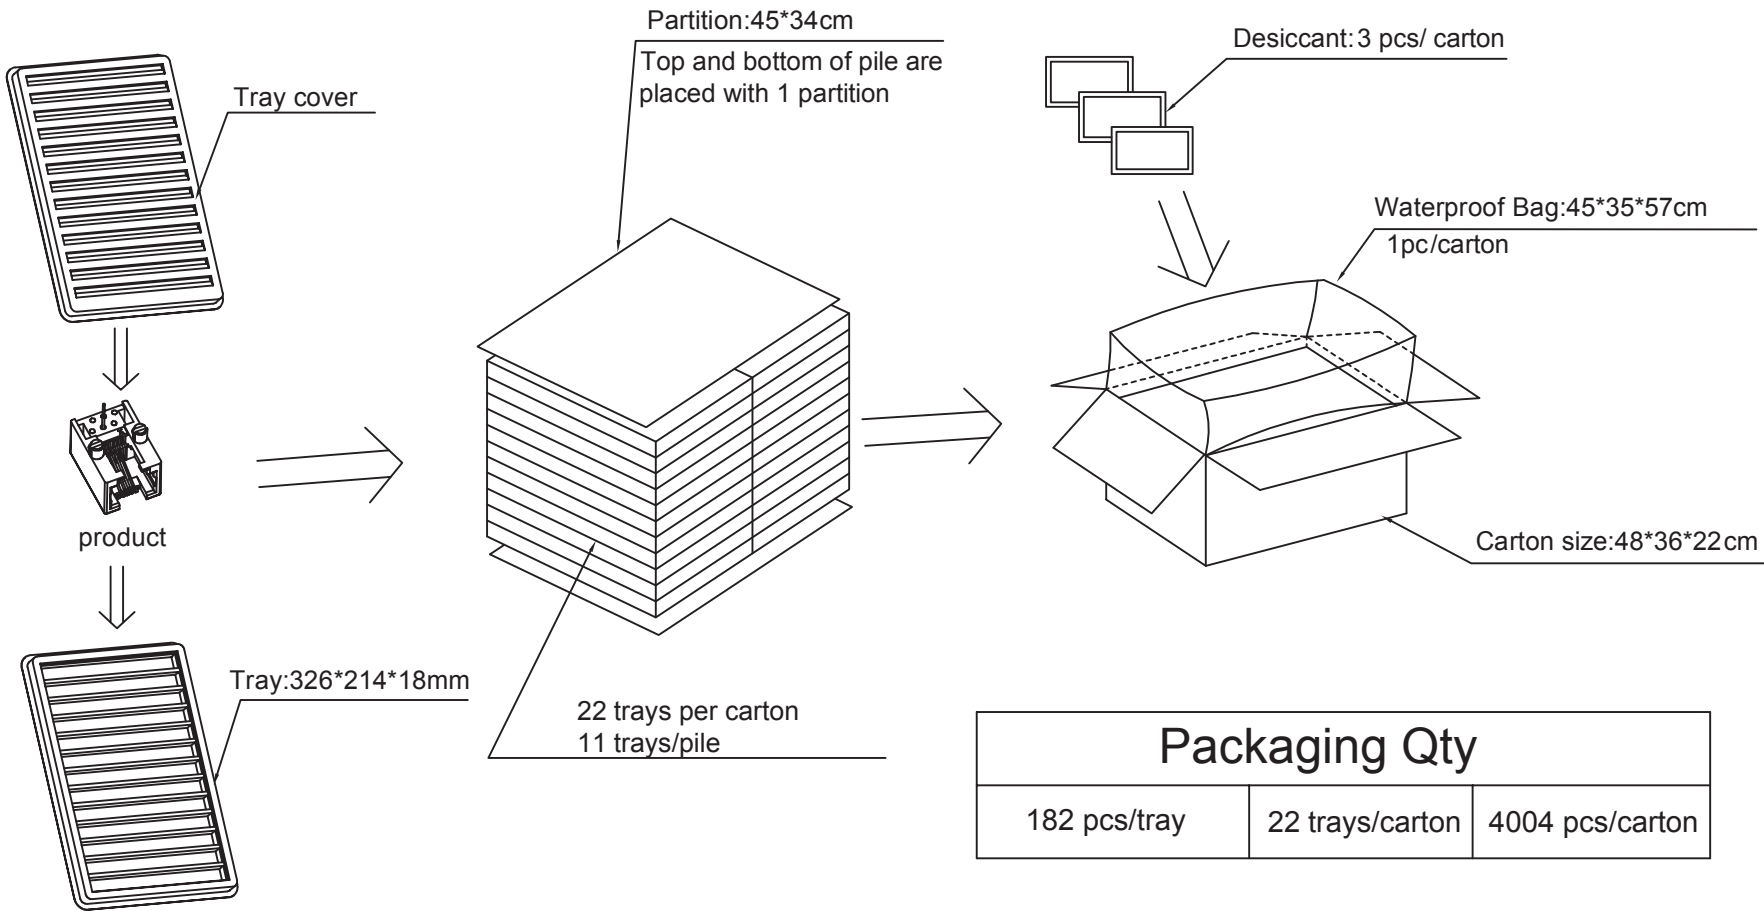 Partition:45*34cm
Top and bottom of pile are
placed with 1 partition
Desiccant:3 pcs/ carton
Tray cover
Waterproof Bag:45*35*57cm
1pc/carton
product
Carton size:48*36*22cm
Tray:326*214*18mm
22 trays per carton
11 trays/pile
Packaging Qty
182 pcs/tray 22 trays/carton 4004 pcs/carton